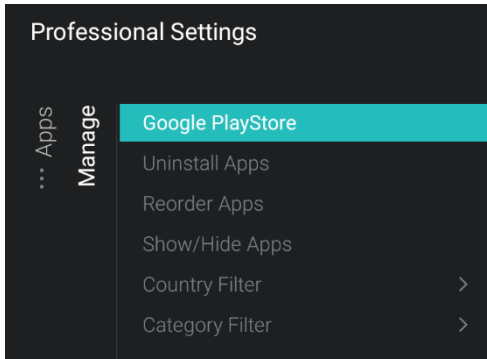 Professional Settings
... Apps
Manage
Google PlayStore
Uninstall Apps
Reorder Apps
Show/Hide Apps
Country Filter >
Category Filter >